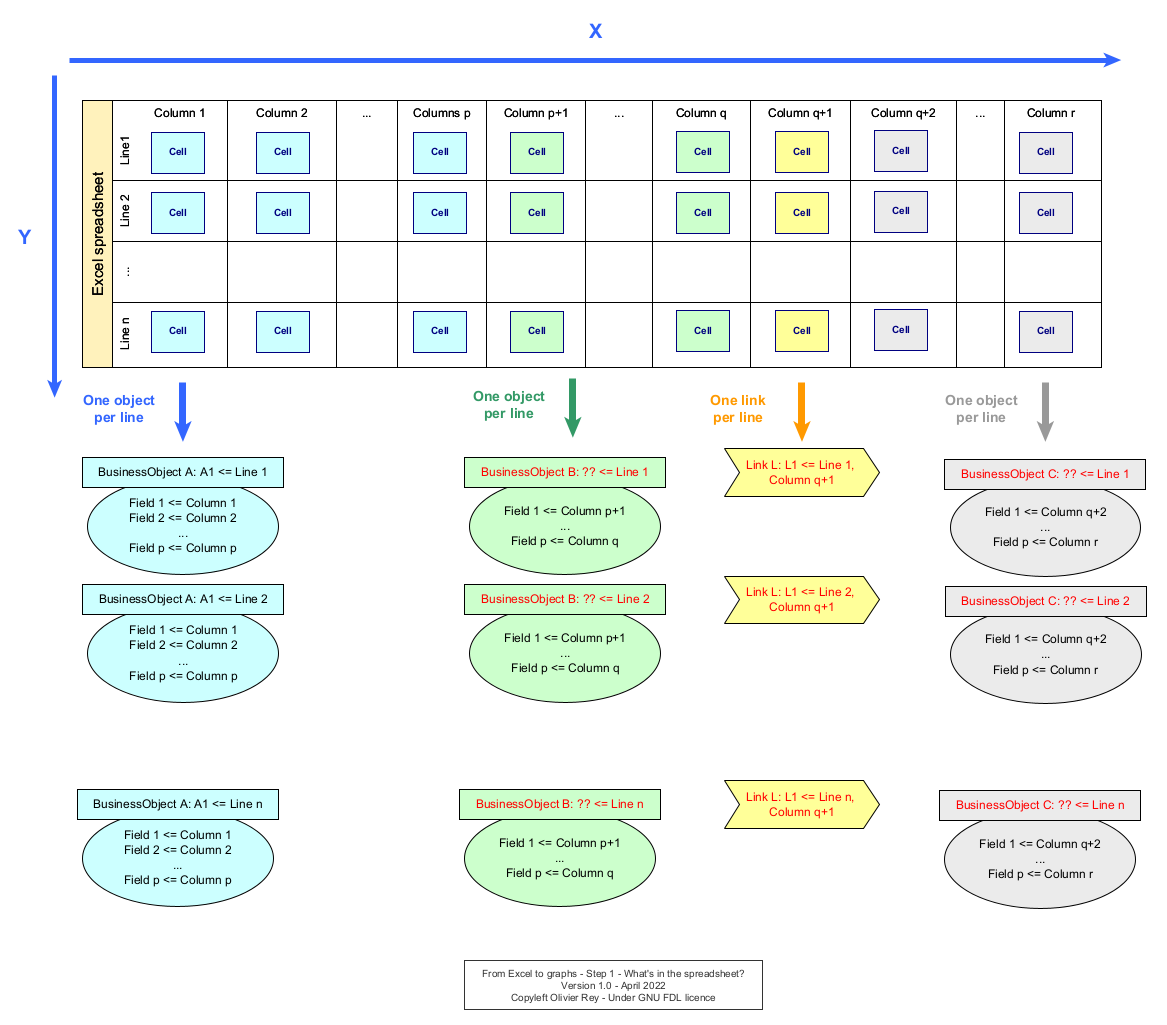 X
Y
Excel spreadsheet
Column 1 Column 2 ... Columns p Column p+1 ... Column q Column q+1 Column q+2 ... Column r
Line1 Cell Cell Cell Cell Cell Cell Cell Cell
Line 2 Cell Cell Cell Cell Cell Cell Cell Cell
...
Line n Cell Cell Cell Cell Cell Cell Cell Cell
One object
per line
One object
per line
One link
per line
One object
per line
BusinessObject A: A1 <= Line 1
Field 1 <= Column 1
Field 2 <= Column 2
...
Field p <= Column p
BusinessObject B: ?? <= Line 1
Field 1 <= Column p+1
...
Field p <= Column q
Link L: L1 <= Line 1,
Column q+1
BusinessObject C: ?? <= Line 1
Field 1 <= Column q+2
...
Field p <= Column r
BusinessObject A: A1 <= Line 2
Field 1 <= Column 1
Field 2 <= Column 2
...
Field p <= Column p
BusinessObject B: ?? <= Line 2
Field 1 <= Column p+1
...
Field p <= Column q
Link L: L1 <= Line 2,
Column q+1
BusinessObject C: ?? <= Line 2
Field 1 <= Column q+2
...
Field p <= Column r
BusinessObject A: A1 <= Line n
Field 1 <= Column 1
Field 2 <= Column 2
...
Field p <= Column p
BusinessObject B: ?? <= Line n
Field 1 <= Column p+1
...
Field p <= Column q
Link L: L1 <= Line n,
Column q+1
BusinessObject C: ?? <= Line n
Field 1 <= Column q+2
...
Field p <= Column r
From Excel to graphs - Step 1 - What's in the spreadsheet?
Version 1.0 - April 2022
Copyleft Olivier Rey - Under GNU FDL licence